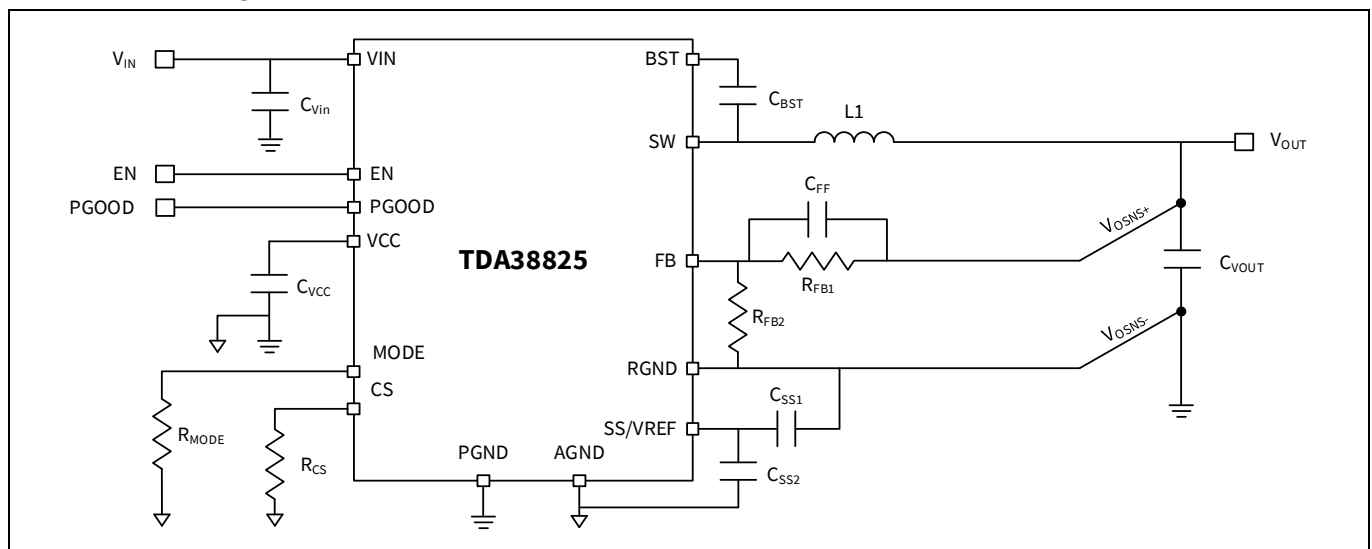 V_IN
VIN
C_Vin
EN
EN
PGOOD
PGOOD
VCC
C_VCC
MODE
CS
R_MODE
R_CS
TDA38825
PGND
AGND
BST
C_BST
SW
L1
V_OUT
C_FF
FB
R_FB1
R_FB2
V_OSNS+
C_VOUT
V_OSNS-
RGND
C_SS1
SS/VREF
C_SS2